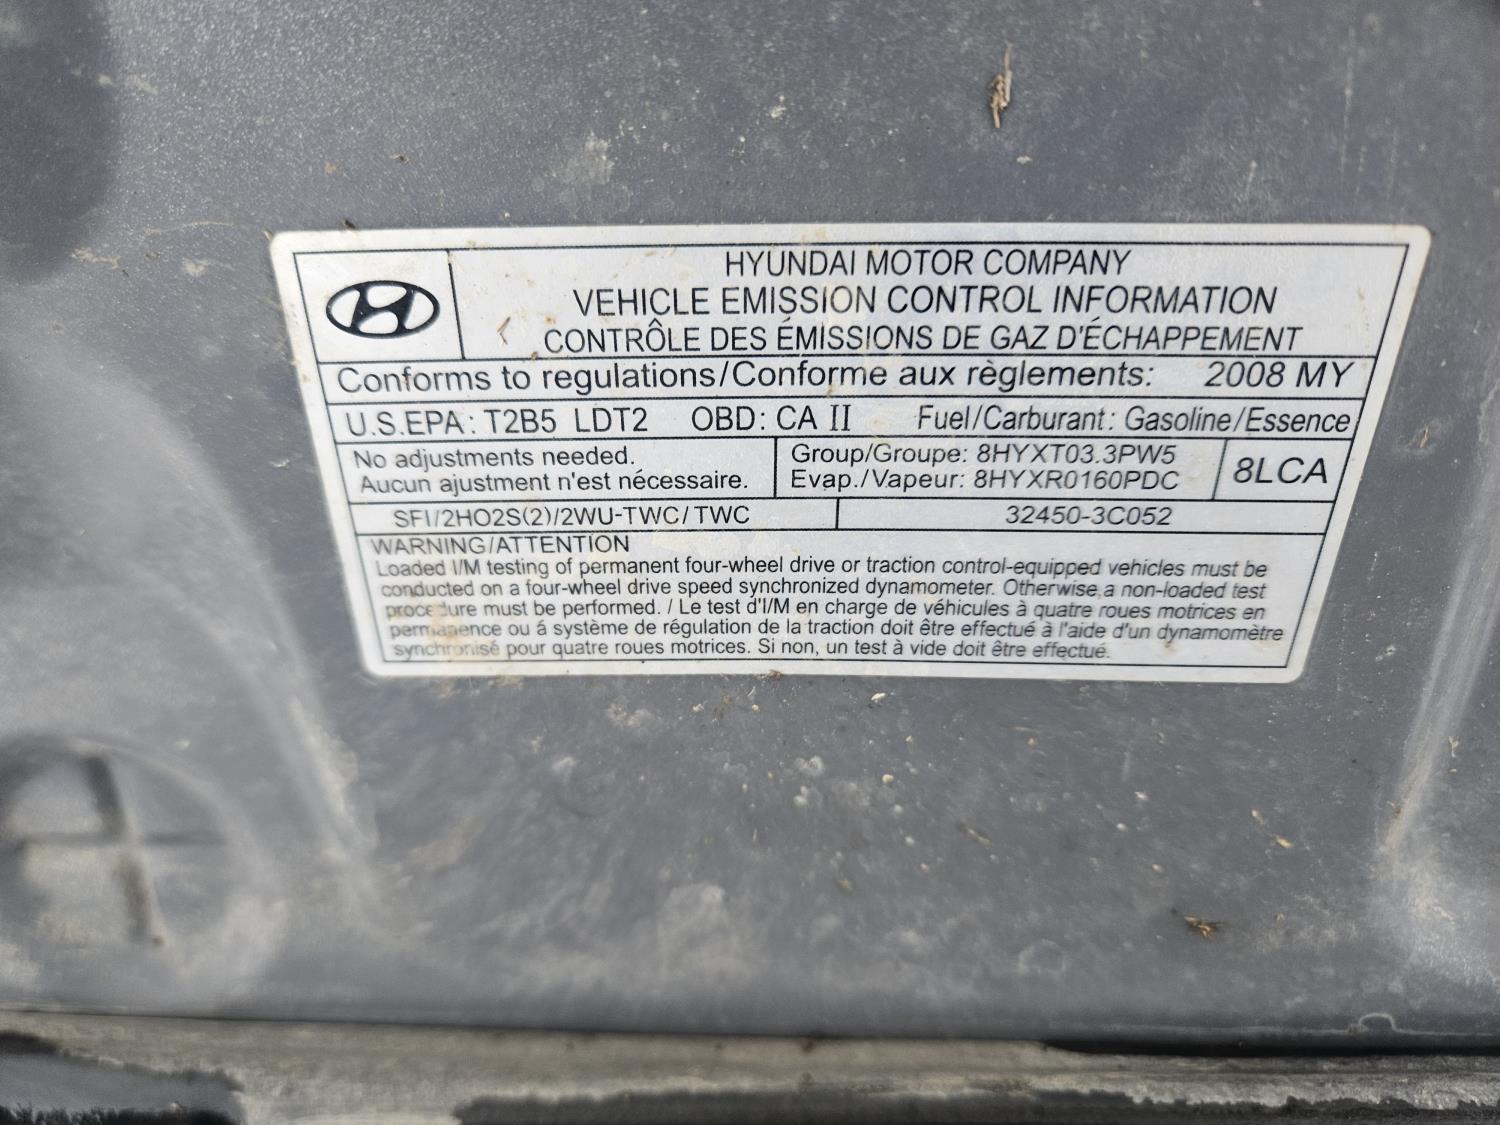 HYUNDAI MOTOR COMPANY
VEHICLE EMISSION CONTROL INFORMATION
CONTRÔLE DES ÉMISSIONS DE GAZ D'ÉCHAPPEMENT
Conforms to regulations/Conforme aux règlements: 2008 MY
U.S.EPA: T2B5 LDT2 OBD: CA II Fuel/Carburant: Gasoline/Essence
No adjustments needed.
Aucun ajustment n'est nécessaire.
Group/Groupe: 8HYXT03.3PW5
Evap./Vapeur: 8HYXR0160PDC
8LCA
SFI/2HO2S(2)/2WU-TWC/TWC
32450-3C052
WARNING/ATTENTION
Loaded I/M testing of permanent four-wheel drive or traction control-equipped vehicles must be
conducted on a four-wheel drive speed synchronized dynamometer. Otherwise,a non-loaded test
procedure must be performed. / Le test d'I/M en charge de véhicules à quatre roues motrices en
permanence ou á système de régulation de la traction doit être effectué à l'aide d'un dynamomètre
synchronisé pour quatre roues motrices. Si non, un test à vide doit être effectué.